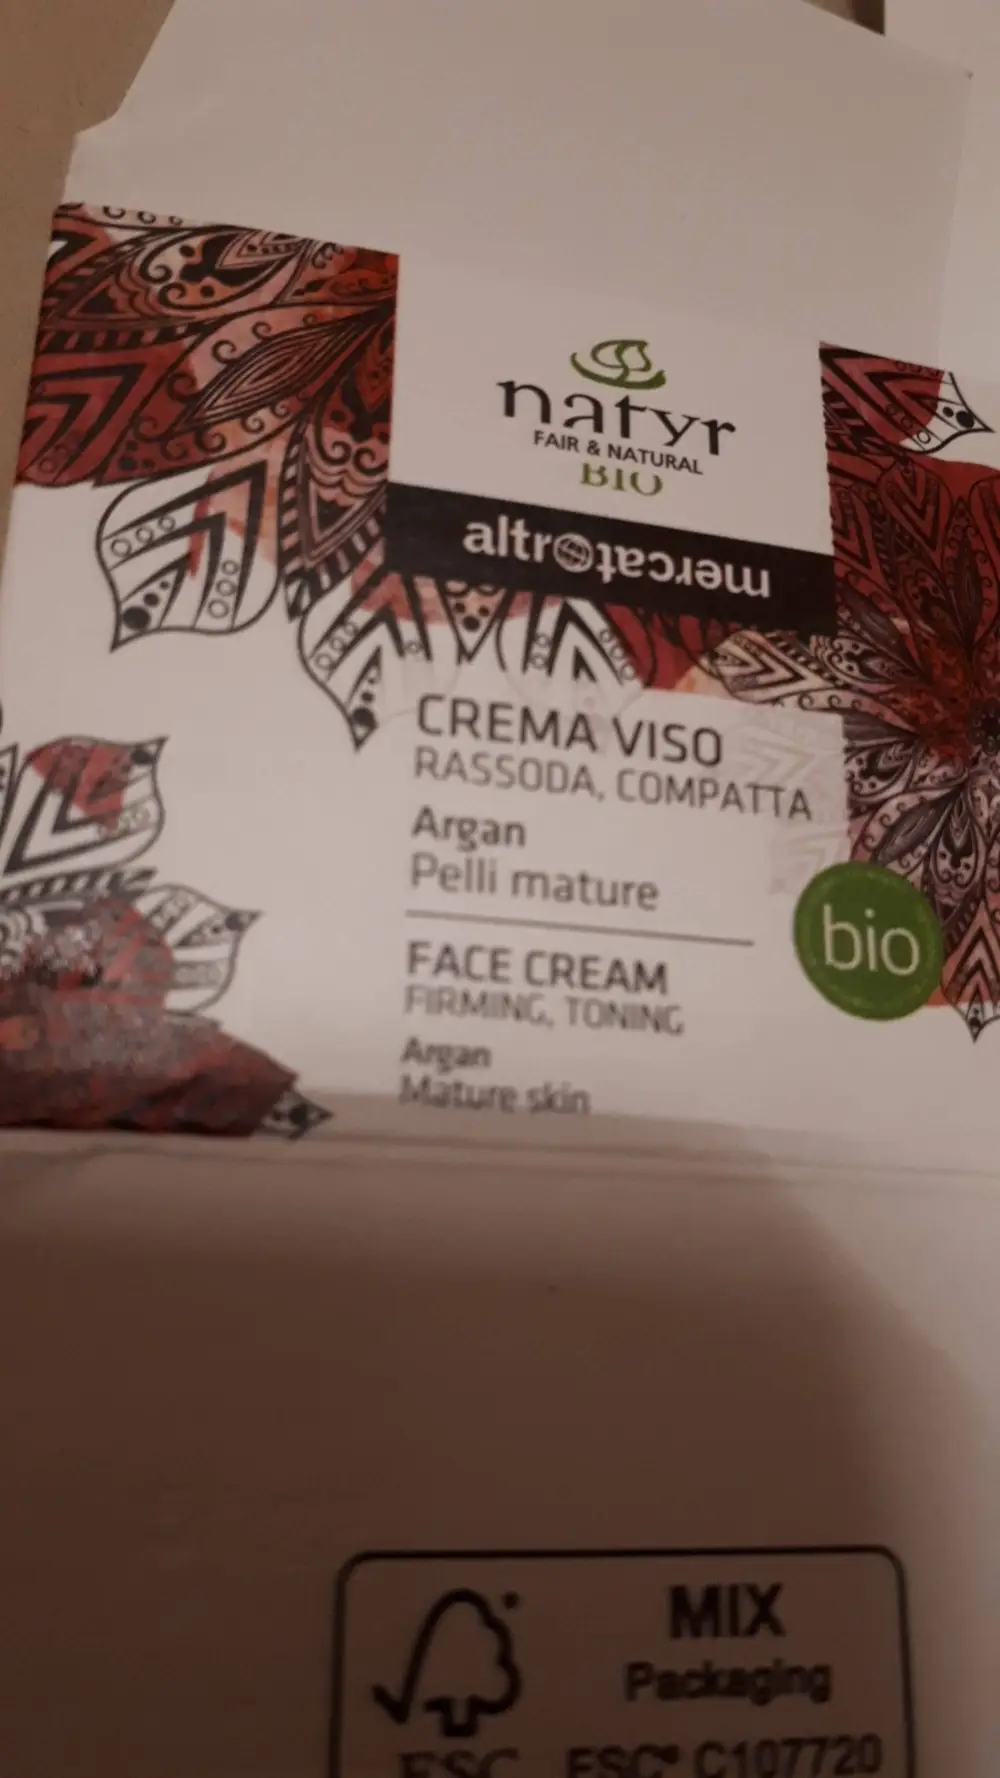 natyr
FAIR & NATURAL
BIO
altromercato
CREMA VISO
RASSODA, COMPATTA
Argan
Pelli mature
FACE CREAM
FIRMING, TONING
Argan
Mature skin
bio
MIX
Packaging
FSC
FSC® C107720